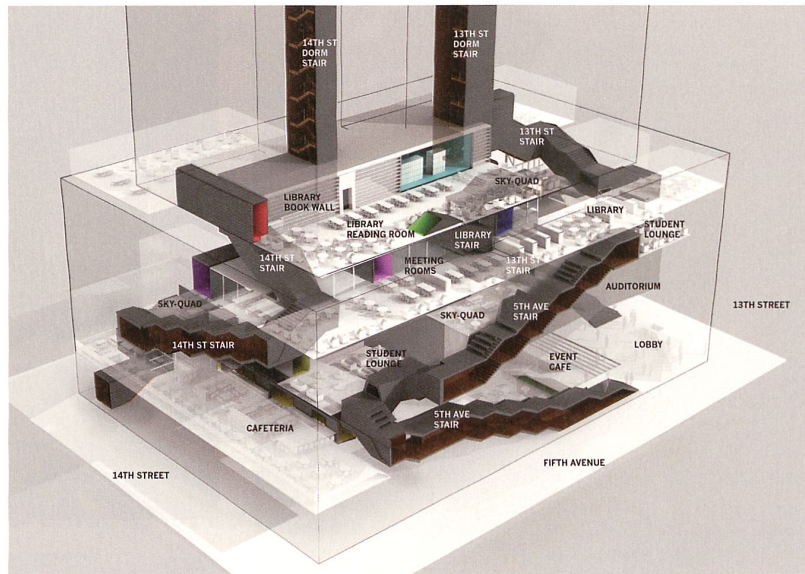 14TH ST
DORM
STAIR
13TH ST
DORM
STAIR
13TH ST
STAIR
SKY-QUAD
LIBRARY
BOOK WALL
LIBRARY
READING ROOM
LIBRARY
STAIR
LIBRARY
STUDENT
LOUNGE
14TH ST
STAIR
MEETING
ROOMS
13TH ST
STAIR
AUDITORIUM
SKY-QUAD
SKY-QUAD
5TH AVE
STAIR
13TH STREET
14TH ST STAIR
STUDENT
LOUNGE
EVENT
CAFE
LOBBY
CAFETERIA
5TH AVE
STAIR
14TH STREET
FIFTH AVENUE